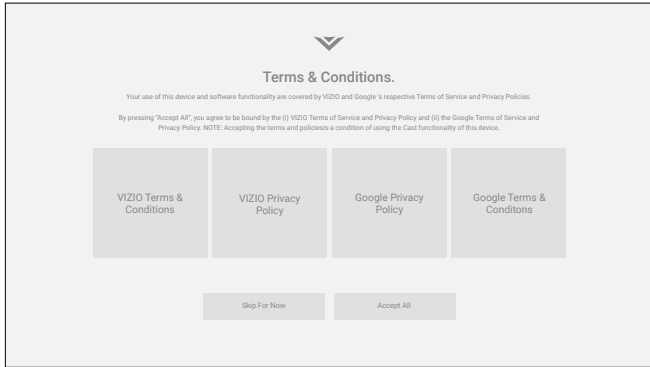 Terms & Conditions.
Your use of this device and software functionality are covered by VIZIO and Google 's respective Terms of Service and Privacy Policies.
By pressing "Accept All", you agree to be bound by the (i) VIZIO Terms of Service and Privacy Policy and (ii) the Google Terms of Service and
Privacy Policy. NOTE: Accepting the terms and policiesis a condition of using the Cast functionality of this device.
VIZIO Terms &
Conditions
VIZIO Privacy
Policy
Google Privacy
Policy
Google Terms &
Conditons
Skip For Now
Accept All